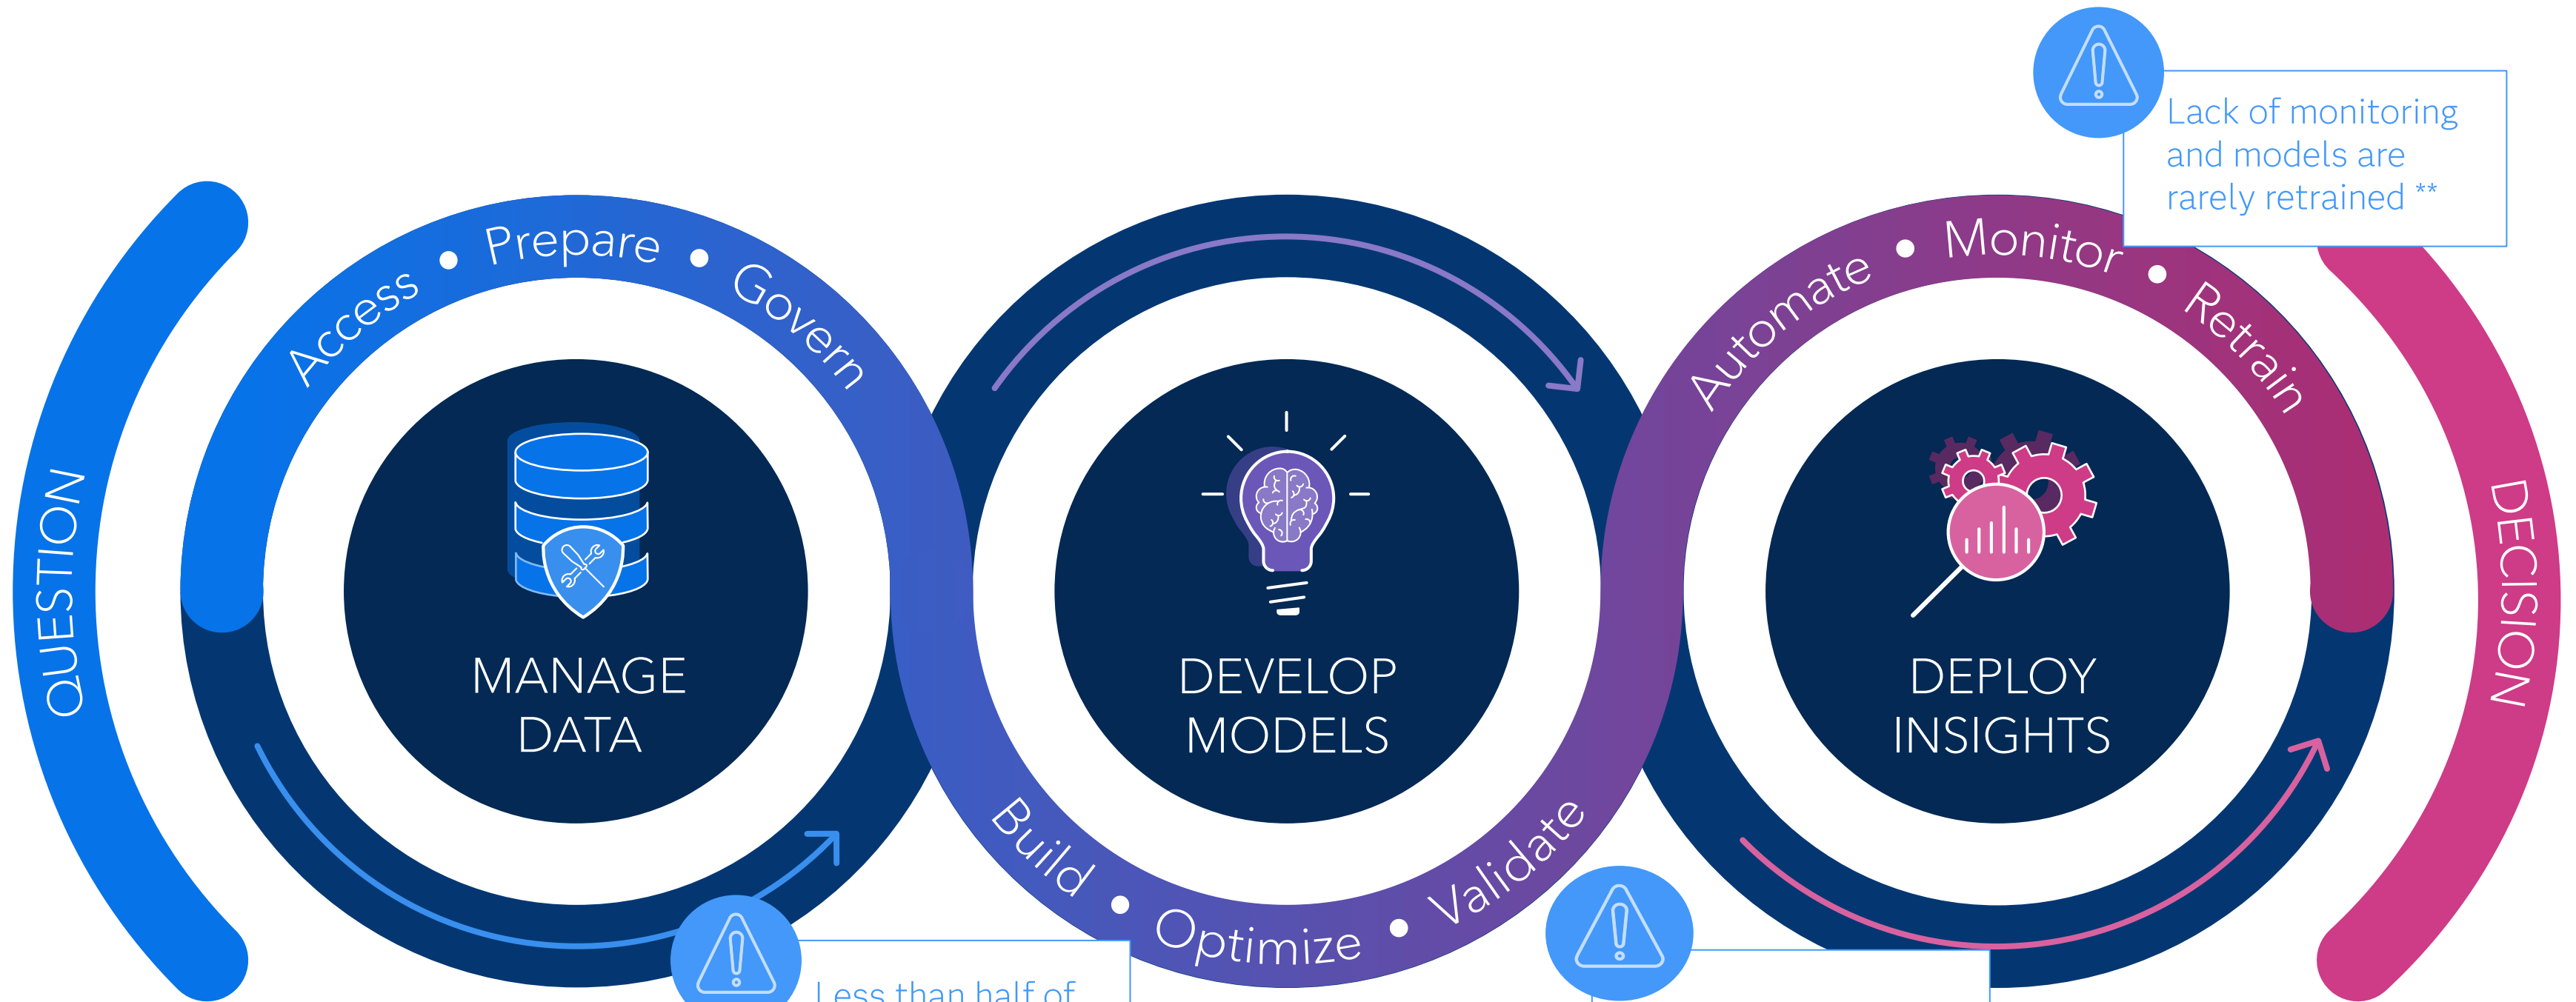 Lack of monitoring
and models are
rarely retrained **
QUESTION
Access • Prepare • Govern
MANAGE
DATA
DEVELOP
MODELS
Build • Optimize • Validate
Automate • Monitor • Retrain
DEPLOY
INSIGHTS
DECISION
Less than half of